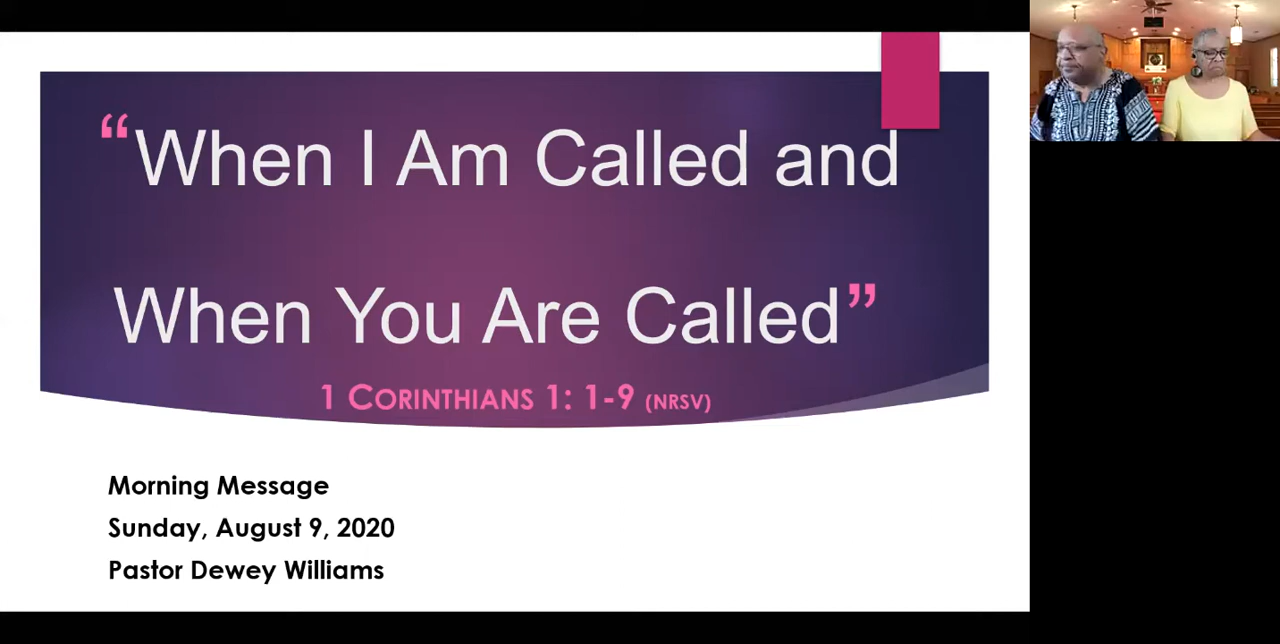 “When I Am Called and
When You Are Called”
1 Corinthians 1: 1-9 (NRSV)
Morning Message
Sunday, August 9, 2020
Pastor Dewey Williams